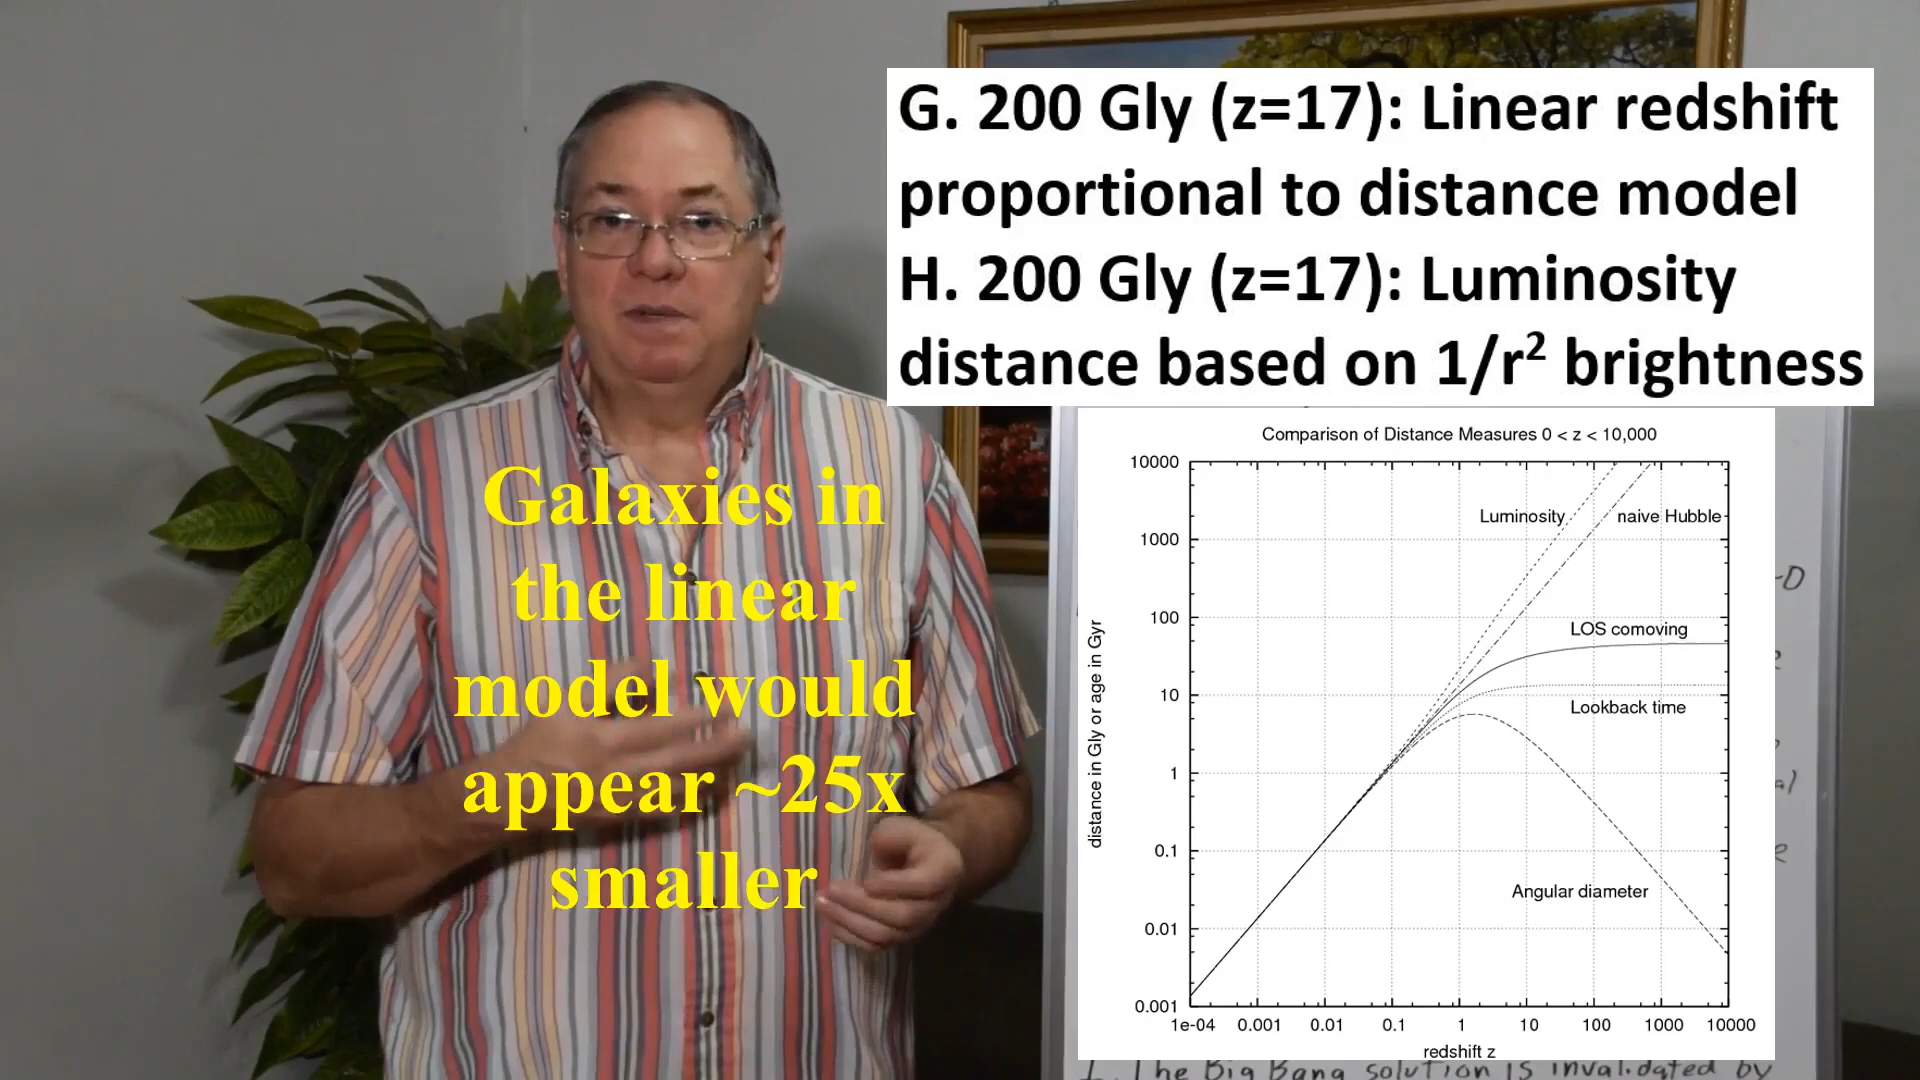 G. 200 Gly (z=17): Linear redshift
proportional to distance model
H. 200 Gly (z=17): Luminosity
distance based on 1/r² brightness
Galaxies in
the linear
model would
appear ~25x
smaller
Comparison of Distance Measures 0 < z < 10,000
10000
1000
100
10
1
0.1
0.01
0.001
distance in Gly or age in Gyr
Luminosity
naive Hubble
LOS comoving
Lookback time
Angular diameter
1e-04 0.001 0.01 0.1 1 10 100 1000 10000
redshift z
-D
1. The Big Bang solution is invalidated by